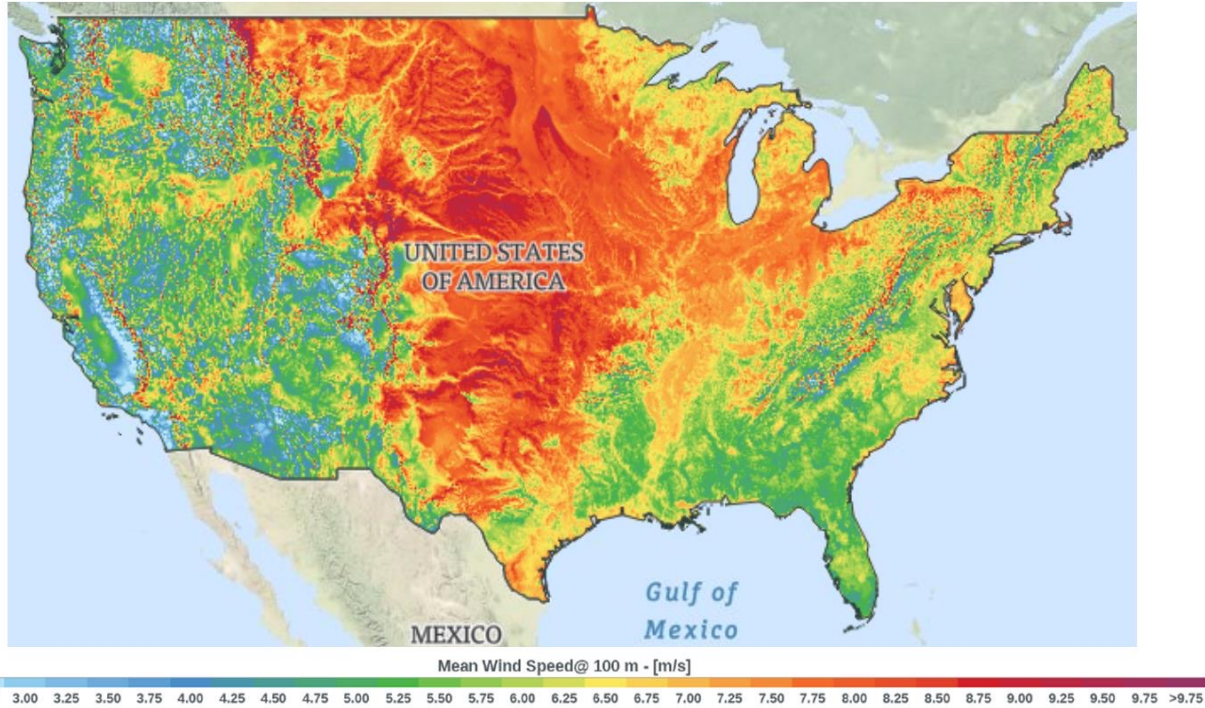 UNITED STATES
OF AMERICA
Gulf of
Mexico
MEXICO
Mean Wind Speed@ 100 m - [m/s]
3.00 3.25 3.50 3.75 4.00 4.25 4.50 4.75 5.00 5.25 5.50 5.75 6.00 6.25 6.50 6.75 7.00 7.25 7.50 7.75 8.00 8.25 8.50 8.75 9.00 9.25 9.50 9.75 >9.75